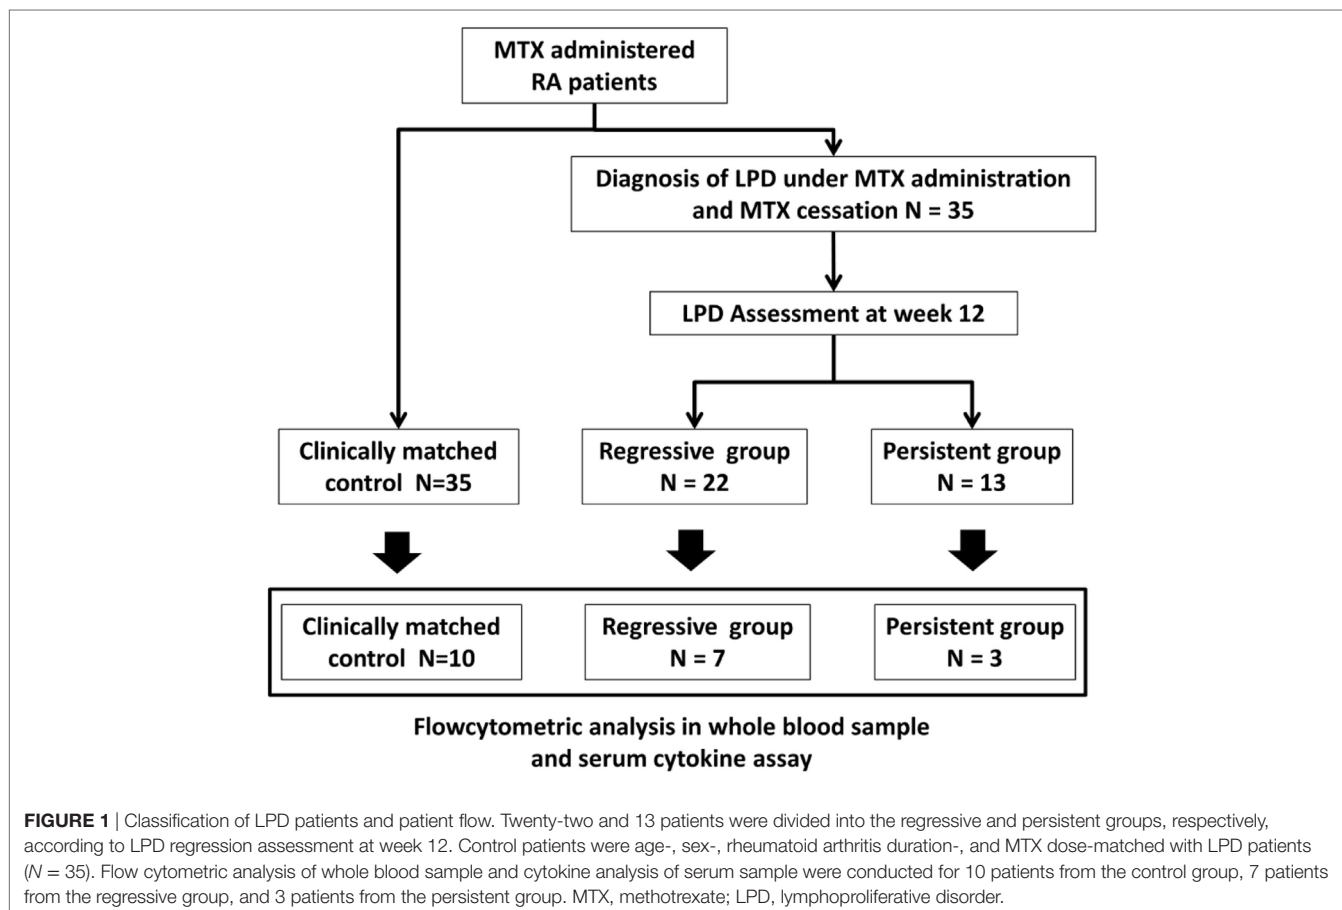 MTX administered
RA patients
Diagnosis of LPD under MTX administration
and MTX cessation N = 35
LPD Assessment at week 12
Clinically matched
control N=35
Regressive group
N = 22
Persistent group
N = 13
Clinically matched
control N=10
Regressive group
N = 7
Persistent group
N = 3
Flowcytometric analysis in whole blood sample
and serum cytokine assay
FIGURE 1 | Classification of LPD patients and patient flow. Twenty-two and 13 patients were divided into the regressive and persistent groups, respectively,
according to LPD regression assessment at week 12. Control patients were age-, sex-, rheumatoid arthritis duration-, and MTX dose-matched with LPD patients
(N = 35). Flow cytometric analysis of whole blood sample and cytokine analysis of serum sample were conducted for 10 patients from the control group, 7 patients
from the regressive group, and 3 patients from the persistent group. MTX, methotrexate; LPD, lymphoproliferative disorder.